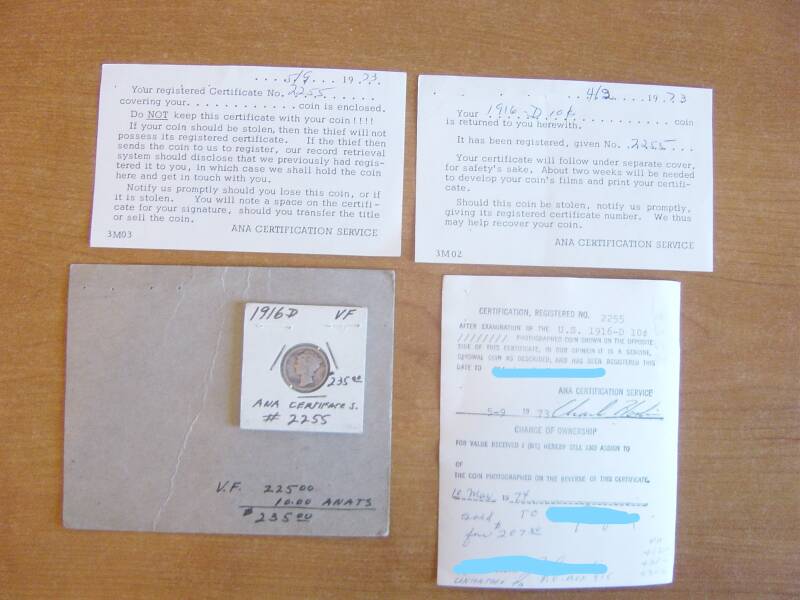 5/9 1973
Your registered Certificate No. 2255
covering your . . . . . . . . . . . . coin is enclosed.
Do NOT keep this certificate with your coin !!!!
If your coin should be stolen, then the thief will not
possess its registered certificate. If the thief then
sends the coin to us to register, our record retrieval
system should disclose that we previously had regis-
tered it to you, in which case we shall hold the coin
here and get in touch with you.
Notify us promptly should you lose this coin, or if
it is stolen. You will note a space on the certifi-
cate for your signature, should you transfer the title
or sell the coin.
ANA CERTIFICATION SERVICE
3M03
4/2 1973
Your 1916-D 10¢ coin
is returned to you herewith.
It has been registered, given No. 2255
Your certificate will follow under separate cover,
for safety's sake. About two weeks will be needed
to develop your coin's films and print your certifi-
cate.
Should this coin be stolen, notify us promptly,
giving its registered certificate number. We thus
may help recover your coin.
ANA CERTIFICATION SERVICE
3M02
1916-D VF
$235.00
ANA CERTIFICATE
# 2255
V.F. 225.00
10.00 ANATS
$235.00
CERTIFICATION, REGISTERED NO. 2255
AFTER EXAMINATION OF THE U.S. 1916-D 10¢
///////// PHOTOGRAPHED COIN SHOWN ON THE OPPOSITE
SIDE OF THIS CERTIFICATE, IN OUR OPINION IT IS A GENUINE,
ORIGINAL COIN AS DESCRIBED, AND HAS BEEN REGISTERED THIS
DATE TO
ANA CERTIFICATION SERVICE
5-9 1973
CHANGE OF OWNERSHIP
FOR VALUE RECEIVED I (WE) HEREBY SELL AND ASSIGN TO
OF
THE COIN PHOTOGRAPHED ON THE REVERSE OF THIS CERTIFICATE.
10 May 1974
Sold TO
for $207.50